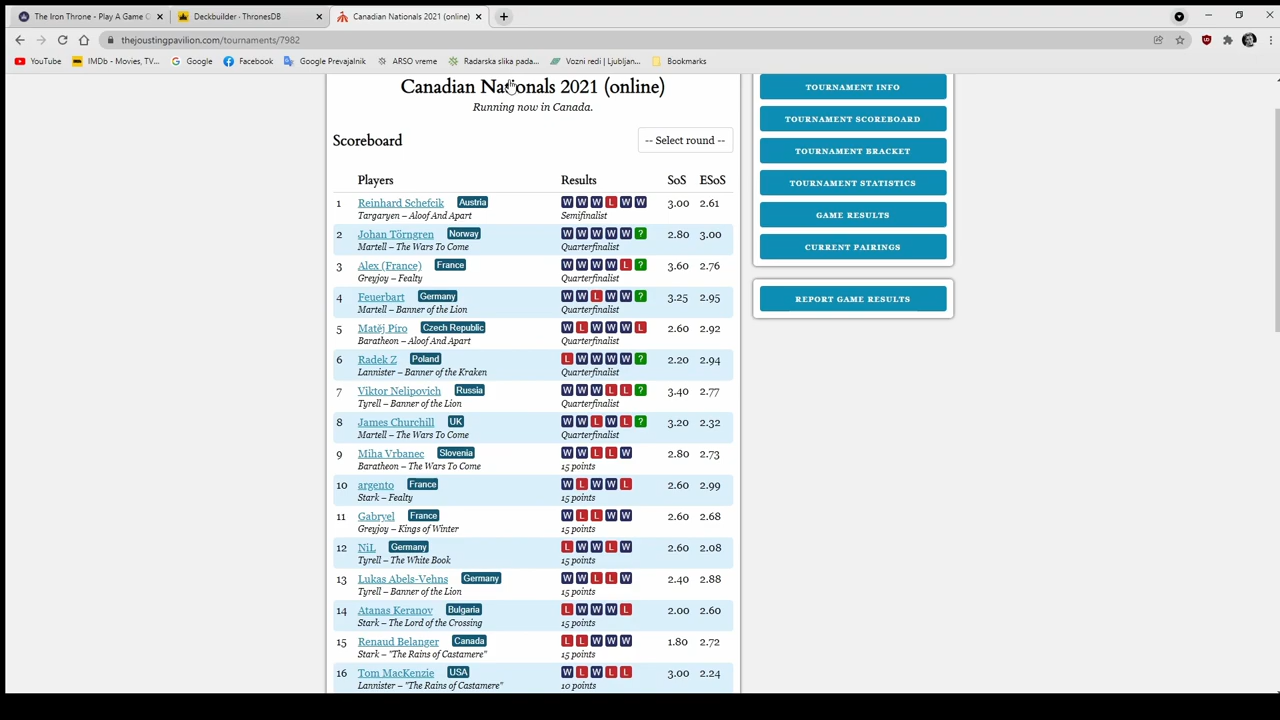 The Iron Throne - Play A Game O
Deckbuilder · ThronesDB
Canadian Nationals 2021 (online)
thejoustingpavilion.com/tournaments/7982
YouTube
IMDb - Movies, TV...
Google
Facebook
Google Prevajalnik
ARSO vreme
Radarska slika pada...
Vozni redi | Ljubljan...
Bookmarks
Canadian Nationals 2021 (online)
Running now in Canada.
Scoreboard
-- Select round --
Players Results SoS ESoS
1 Reinhard Schefcik Austria W W W L W W 3.00 2.61
Targaryen – Aloof And Apart Semifinalist
2 Johan Törngren Norway W W W W W ? 2.80 3.00
Martell – The Wars To Come Quarterfinalist
3 Alex (France) France W W W W L ? 3.60 2.76
Greyjoy – Fealty Quarterfinalist
4 Feuerbart Germany W W L W W ? 3.25 2.95
Martell – Banner of the Lion Quarterfinalist
5 Matěj Píro Czech Republic W L W W W L 2.60 2.92
Baratheon – Aloof And Apart Quarterfinalist
6 Radek Z Poland L W W W W ? 2.20 2.94
Lannister – Banner of the Kraken Quarterfinalist
7 Viktor Nelipovich Russia W W W L L ? 3.40 2.77
Tyrell – Banner of the Lion Quarterfinalist
8 James Churchill UK W W L W L ? 3.20 2.32
Martell – The Wars To Come Quarterfinalist
9 Miha Vrbanec Slovenia W W L L W 2.80 2.73
Baratheon – The Wars To Come 15 points
10 argento France W L W W L 2.60 2.99
Stark – Fealty 15 points
11 Gabryel France W L L W W 2.60 2.68
Greyjoy – Kings of Winter 15 points
12 NiL Germany L W W L W 2.60 2.08
Tyrell – The White Book 15 points
13 Lukas Abels-Vehns Germany W W L L W 2.40 2.88
Tyrell – Banner of the Lion 15 points
14 Atanas Keranov Bulgaria L W W W L 2.00 2.60
Stark – The Lord of the Crossing 15 points
15 Renaud Belanger Canada L L W W W 1.80 2.72
Stark – "The Rains of Castamere" 15 points
16 Tom MacKenzie USA W L W L L 3.00 2.24
Lannister – "The Rains of Castamere" 10 points
TOURNAMENT INFO
TOURNAMENT SCOREBOARD
TOURNAMENT BRACKET
TOURNAMENT STATISTICS
GAME RESULTS
CURRENT PAIRINGS
REPORT GAME RESULTS